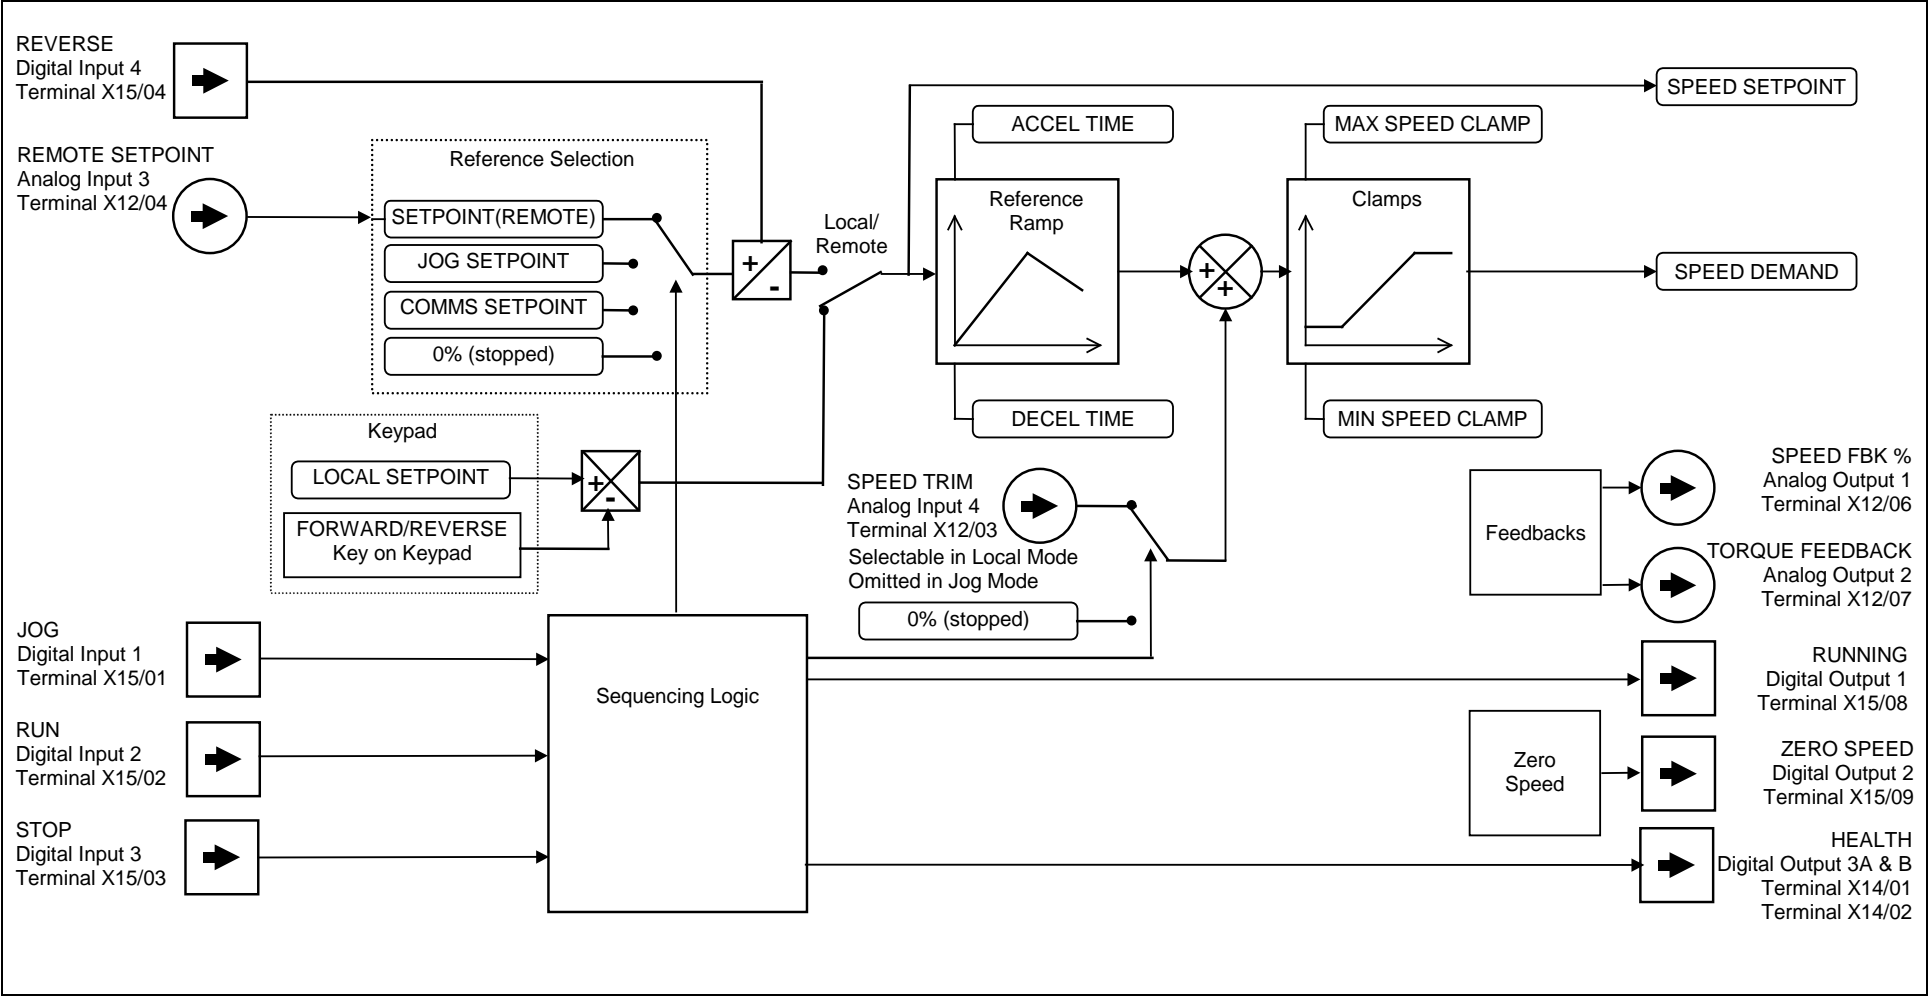 REVERSE
Digital Input 4
Terminal X15/04
REMOTE SETPOINT
Analog Input 3
Terminal X12/04
Reference Selection
SETPOINT(REMOTE)
JOG SETPOINT
COMMS SETPOINT
0% (stopped)
+
-
Local/
Remote
Keypad
LOCAL SETPOINT
FORWARD/REVERSE
Key on Keypad
+
-
ACCEL TIME
Reference
Ramp
DECEL TIME
+
+
MAX SPEED CLAMP
Clamps
MIN SPEED CLAMP
SPEED SETPOINT
SPEED DEMAND
SPEED TRIM
Analog Input 4
Terminal X12/03
Selectable in Local Mode
Omitted in Jog Mode
0% (stopped)
Feedbacks
SPEED FBK %
Analog Output 1
Terminal X12/06
TORQUE FEEDBACK
Analog Output 2
Terminal X12/07
JOG
Digital Input 1
Terminal X15/01
RUN
Digital Input 2
Terminal X15/02
STOP
Digital Input 3
Terminal X15/03
Sequencing Logic
RUNNING
Digital Output 1
Terminal X15/08
Zero
Speed
ZERO SPEED
Digital Output 2
Terminal X15/09
HEALTH
Digital Output 3A & B
Terminal X14/01
Terminal X14/02